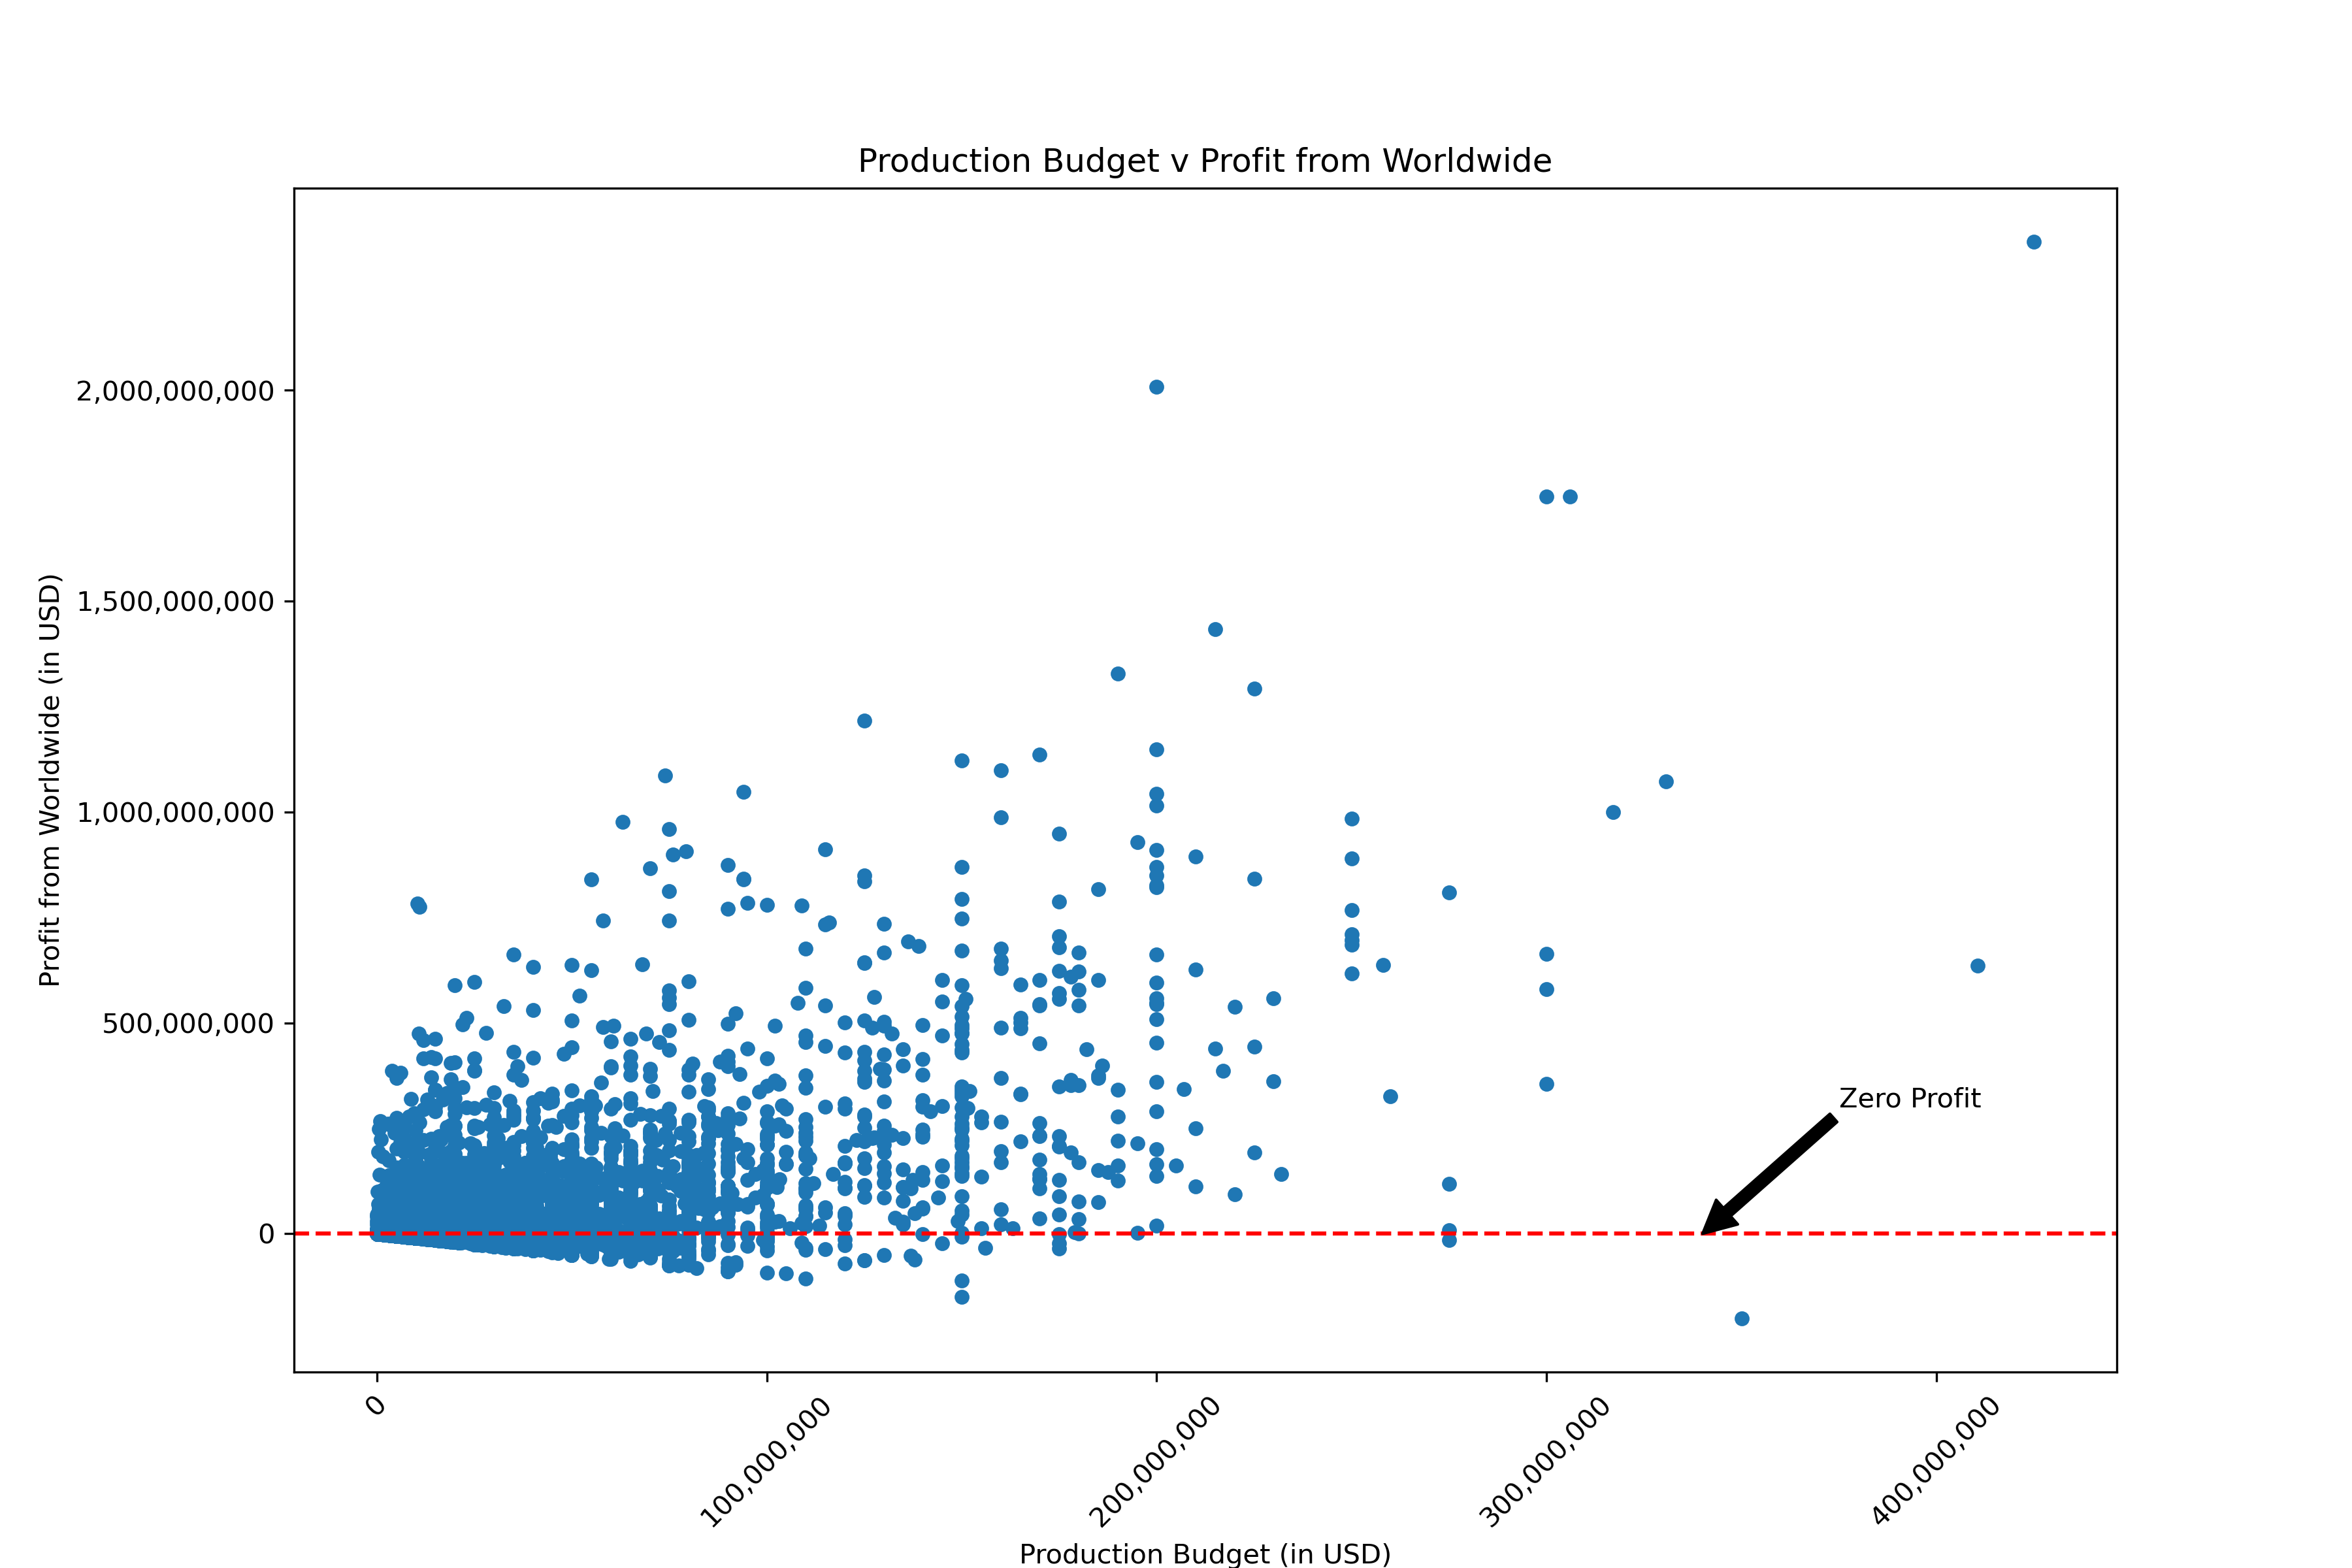 Production Budget v Profit from Worldwide
Profit from Worldwide (in USD)
2,000,000,000
1,500,000,000
1,000,000,000
500,000,000
0
Zero Profit
0
100,000,000
200,000,000
300,000,000
400,000,000
Production Budget (in USD)